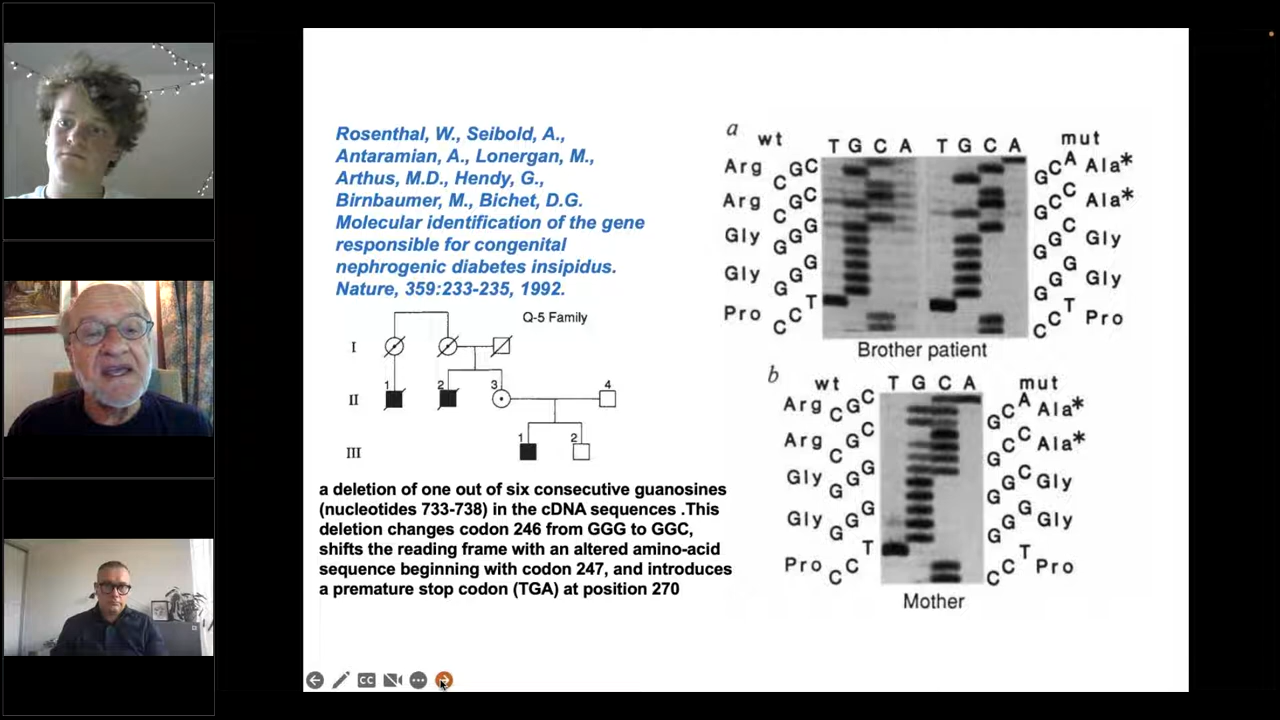 Rosenthal, W., Seibold, A.,
Antaramian, A., Lonergan, M.,
Arthus, M.D., Hendy, G.,
Birnbaumer, M., Bichet, D.G.
Molecular identification of the gene
responsible for congenital
nephrogenic diabetes insipidus.
Nature, 359:233-235, 1992.
Q-5 Family
I
1 2 3 4
II
1 2
III
a deletion of one out of six consecutive guanosines
(nucleotides 733-738) in the cDNA sequences .This
deletion changes codon 246 from GGG to GGC,
shifts the reading frame with an altered amino-acid
sequence beginning with codon 247, and introduces
a premature stop codon (TGA) at position 270
a
wt T G C A T G C A mut
Arg C G C G C A Ala*
Arg C G C G C C Ala*
Gly G G G G G C Gly
Gly G G G G G G Gly
Pro C C T C C T Pro
Brother patient
b
wt T G C A mut
Arg C G C G C A Ala*
Arg C G C G C C Ala*
Gly G G G G G C Gly
Gly G G G G G G Gly
Pro C C T C C T Pro
Mother
CC